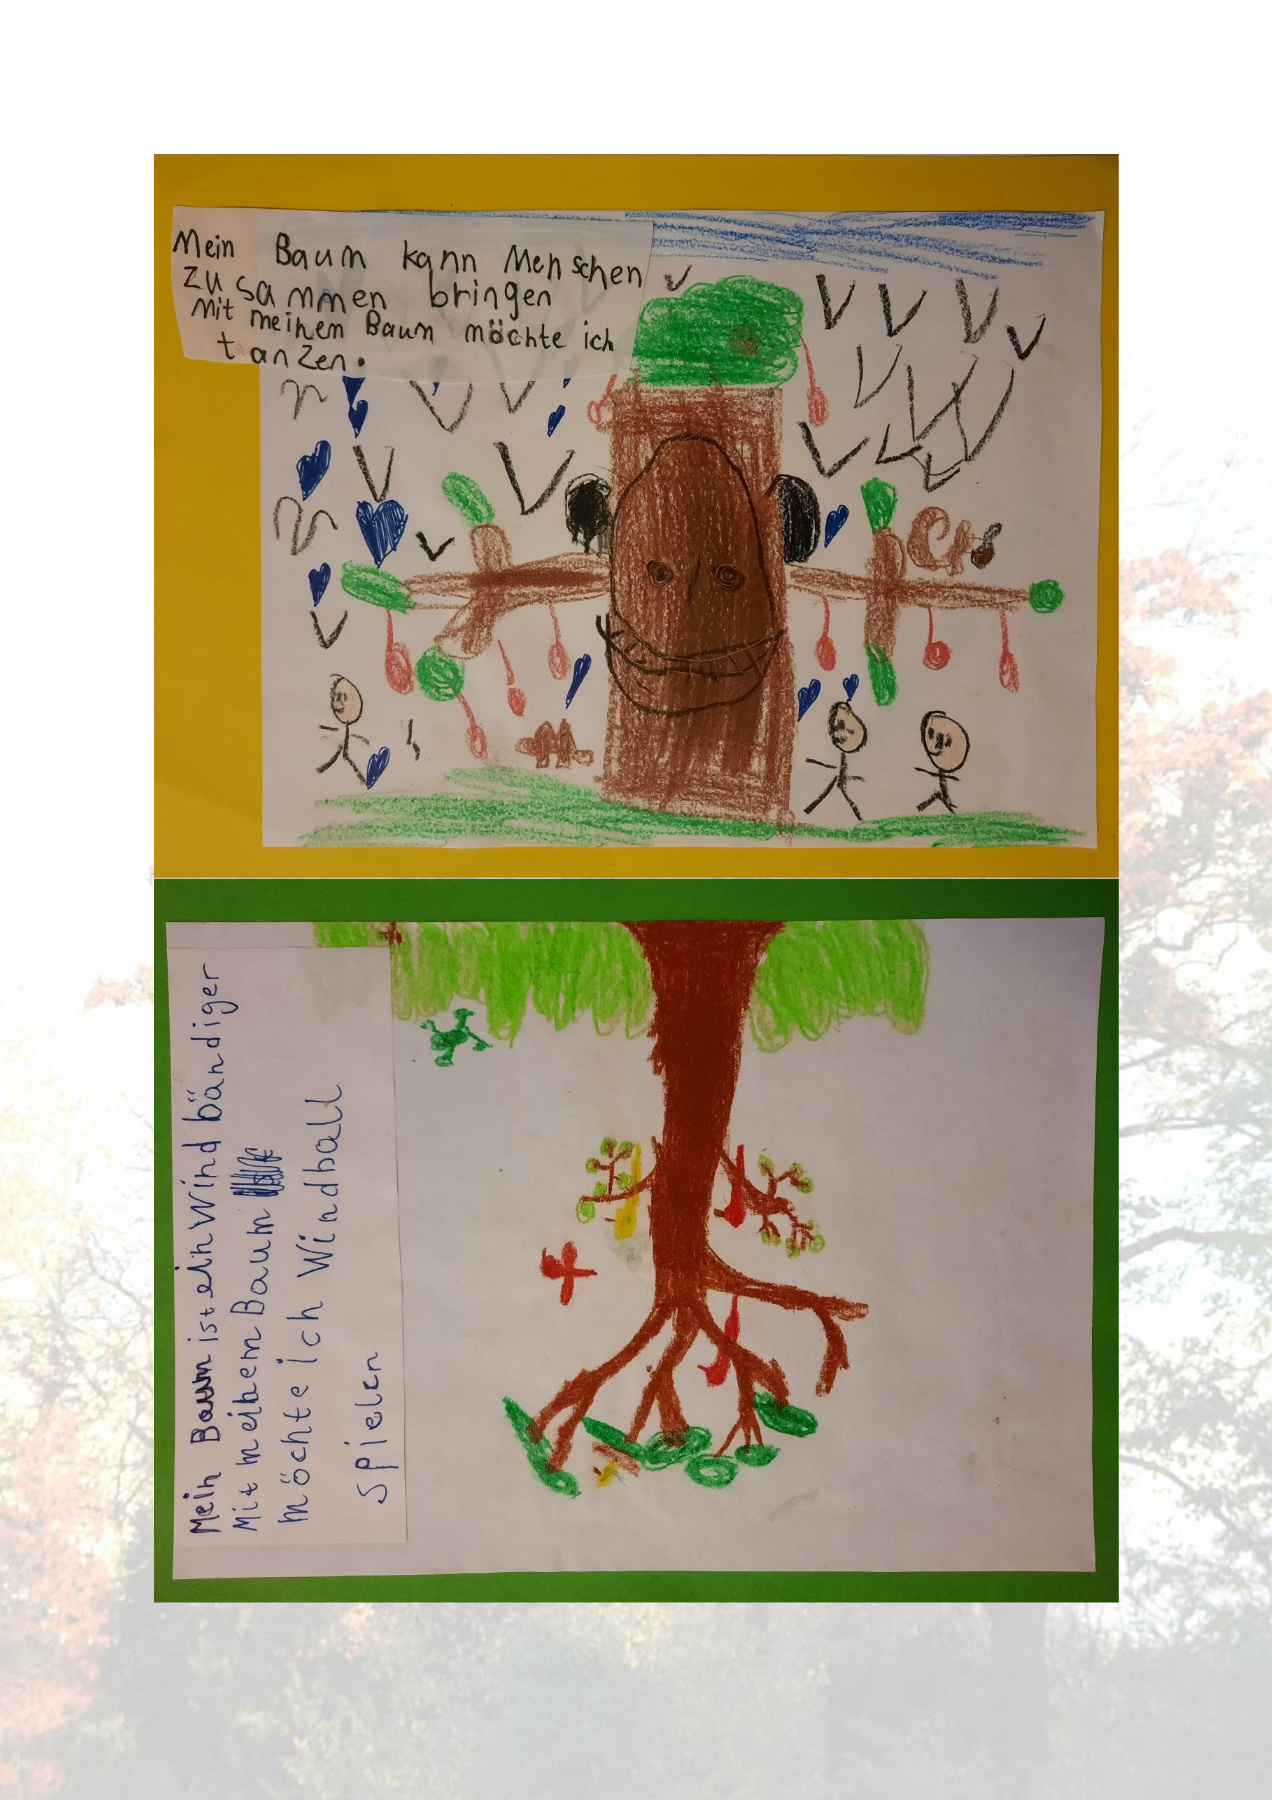 Mein Baum kann Menschen
zusammen bringen
mit meinem Baum möchte ich
tanzen.
Mein Baum ist ein Wind bändiger
Mit meinem Baum
möchte ich Windball
spielen